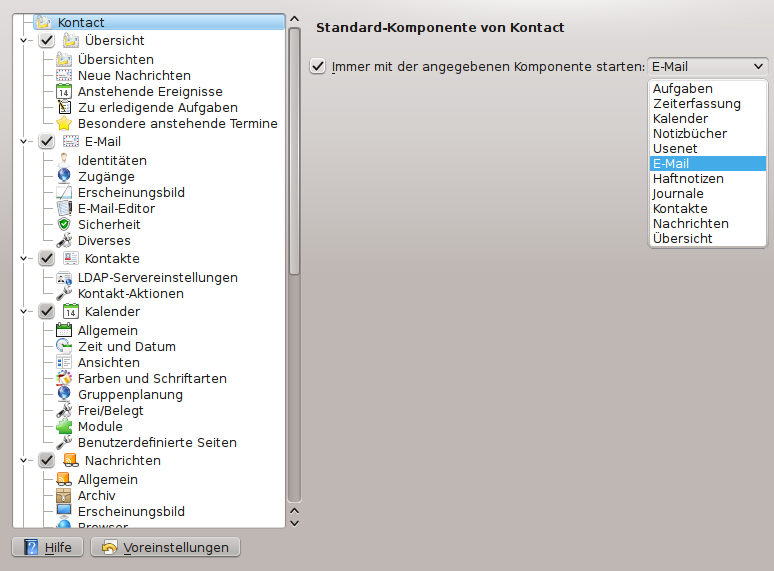 Kontact
Übersicht
Übersichten
Neue Nachrichten
14 Anstehende Ereignisse
Zu erledigende Aufgaben
Besondere anstehende Termine
E-Mail
Identitäten
Zugänge
Erscheinungsbild
E-Mail-Editor
Sicherheit
Diverses
Kontakte
LDAP-Servereinstellungen
Kontakt-Aktionen
14 Kalender
Allgemein
Zeit und Datum
Ansichten
Farben und Schriftarten
Gruppenplanung
Frei/Belegt
Module
Benutzerdefinierte Seiten
Nachrichten
Allgemein
Archiv
Erscheinungsbild
Browser
Standard-Komponente von Kontact
Immer mit der angegebenen Komponente starten: E-Mail
Aufgaben
Zeiterfassung
Kalender
Notizbücher
Usenet
E-Mail
Haftnotizen
Journale
Kontakte
Nachrichten
Übersicht
? Hilfe
Voreinstellungen